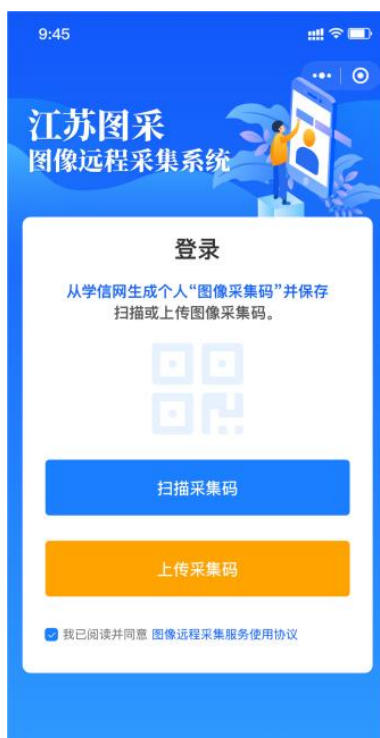 9:45
江苏图采
图像远程采集系统
登录
从学信网生成个人“图像采集码”并保存
扫描或上传图像采集码。
扫描采集码
上传采集码
我已阅读并同意 图像远程采集服务使用协议